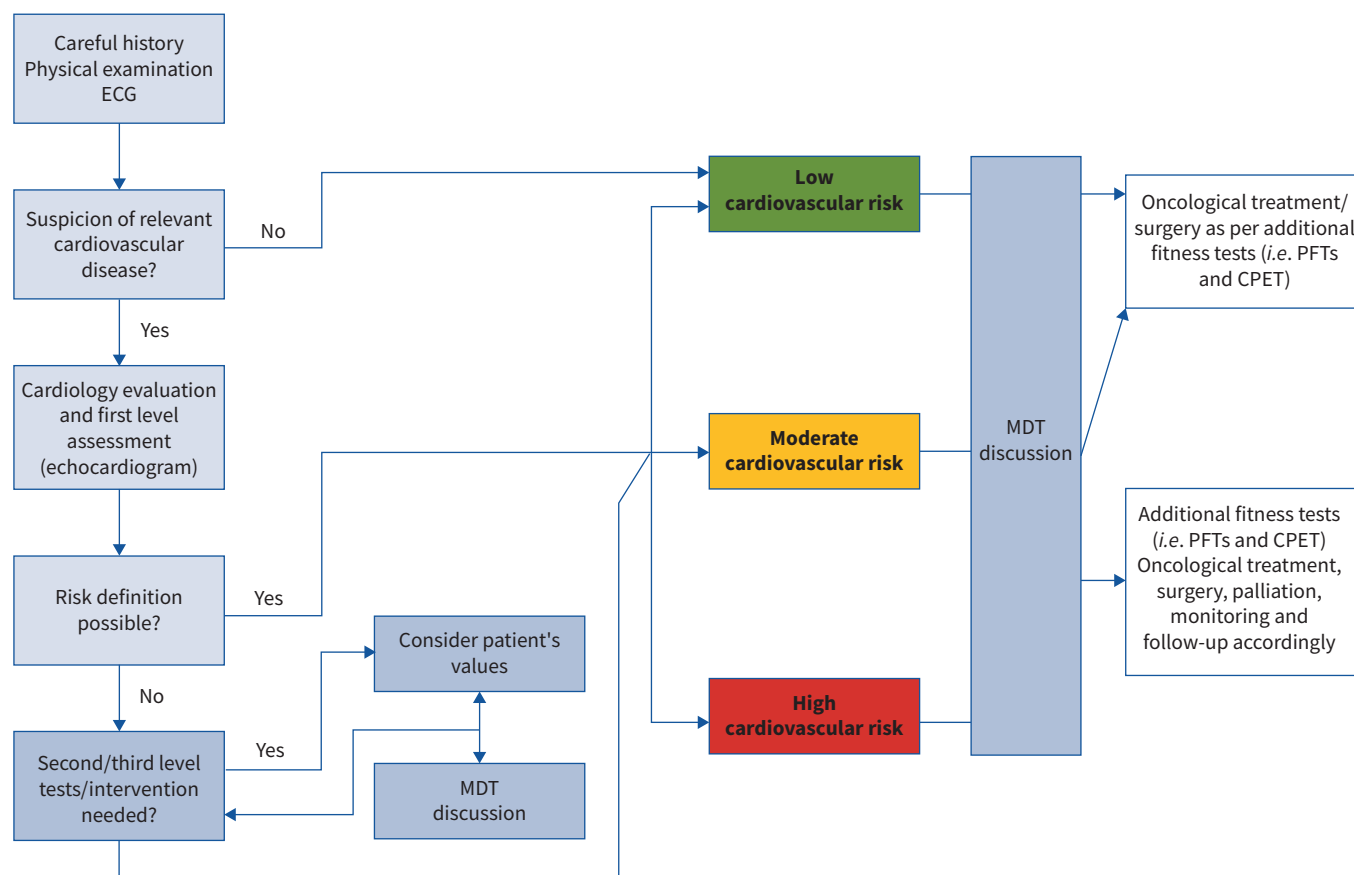 Careful history
Physical examination
ECG
Suspicion of relevant
cardiovascular
disease?
No
Yes
Cardiology evaluation
and first level
assessment
(echocardiogram)
Risk definition
possible?
Yes
No
Second/third level
tests/intervention
needed?
Yes
Consider patient's
values
MDT
discussion
Low
cardiovascular risk
Moderate
cardiovascular risk
High
cardiovascular risk
MDT
discussion
Oncological treatment/
surgery as per additional
fitness tests (i.e. PFTs
and CPET)
Additional fitness tests
(i.e. PFTs and CPET)
Oncological treatment,
surgery, palliation,
monitoring and
follow-up accordingly